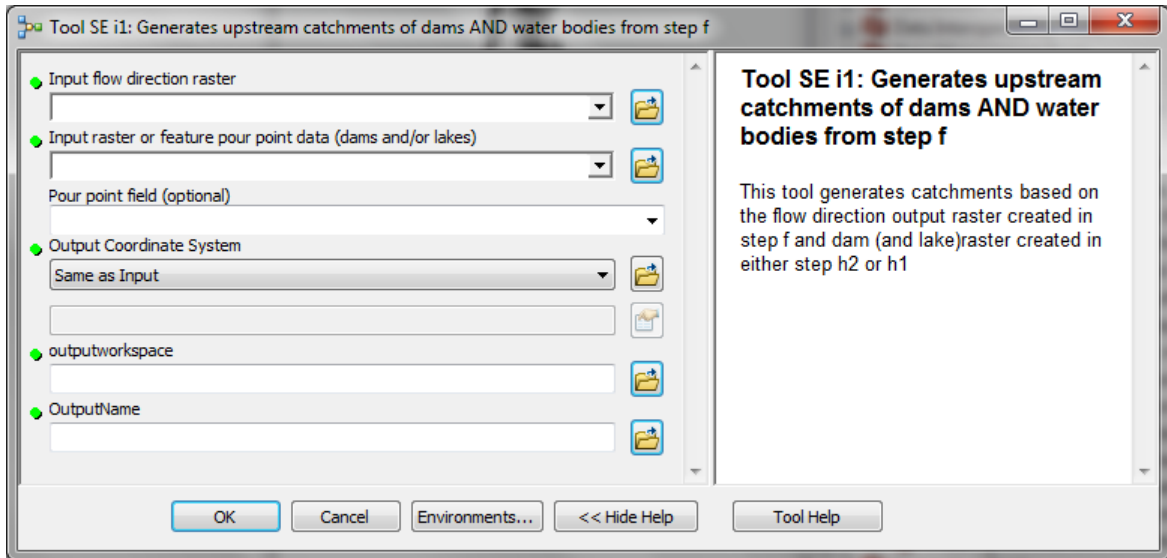 Tool SE i1: Generates upstream catchments of dams AND water bodies from step f
Input flow direction raster
Input raster or feature pour point data (dams and/or lakes)
Pour point field (optional)
Output Coordinate System
Same as Input
outputworkspace
OutputName
Tool SE i1: Generates upstream
catchments of dams AND water
bodies from step f
This tool generates catchments based on
the flow direction output raster created in
step f and dam (and lake)raster created in
either step h2 or h1
OK
Cancel
Environments...
<< Hide Help
Tool Help